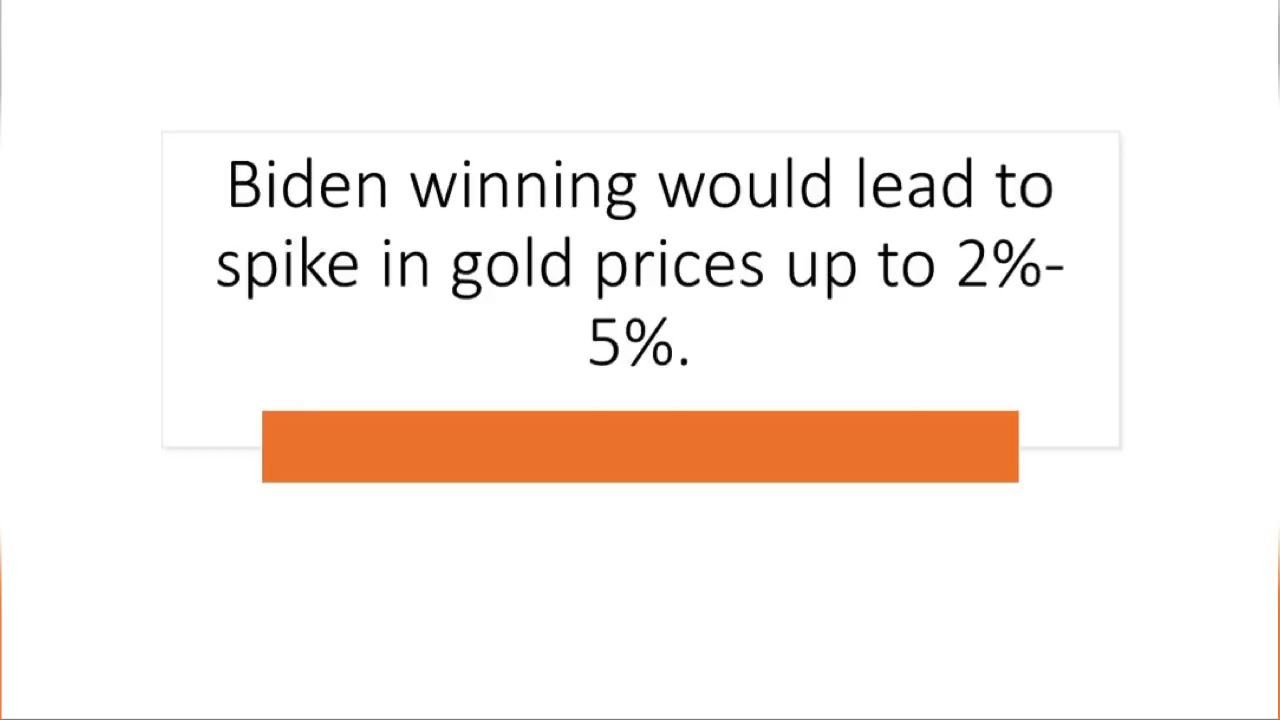 Biden winning would lead to
spike in gold prices up to 2%-
5%.